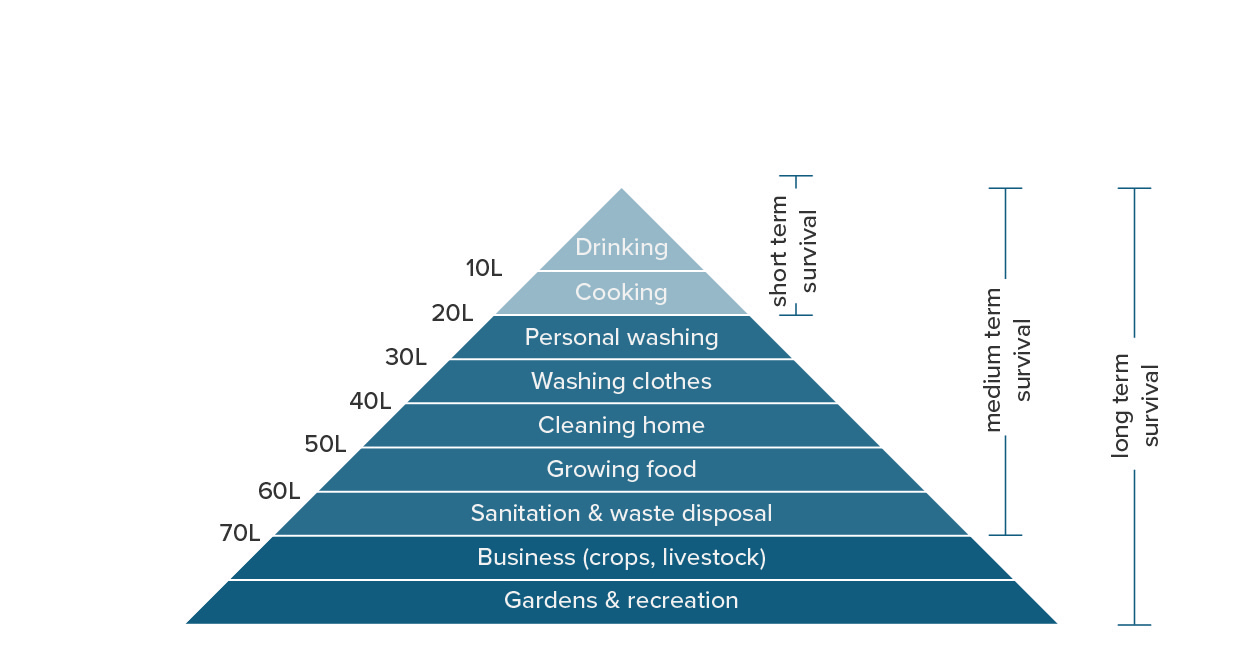 Drinking
10L
Cooking
20L
Personal washing
30L
Washing clothes
40L
Cleaning home
50L
Growing food
60L
Sanitation & waste disposal
70L
Business (crops, livestock)
Gardens & recreation
short term
survival
medium term
survival
long term
survival